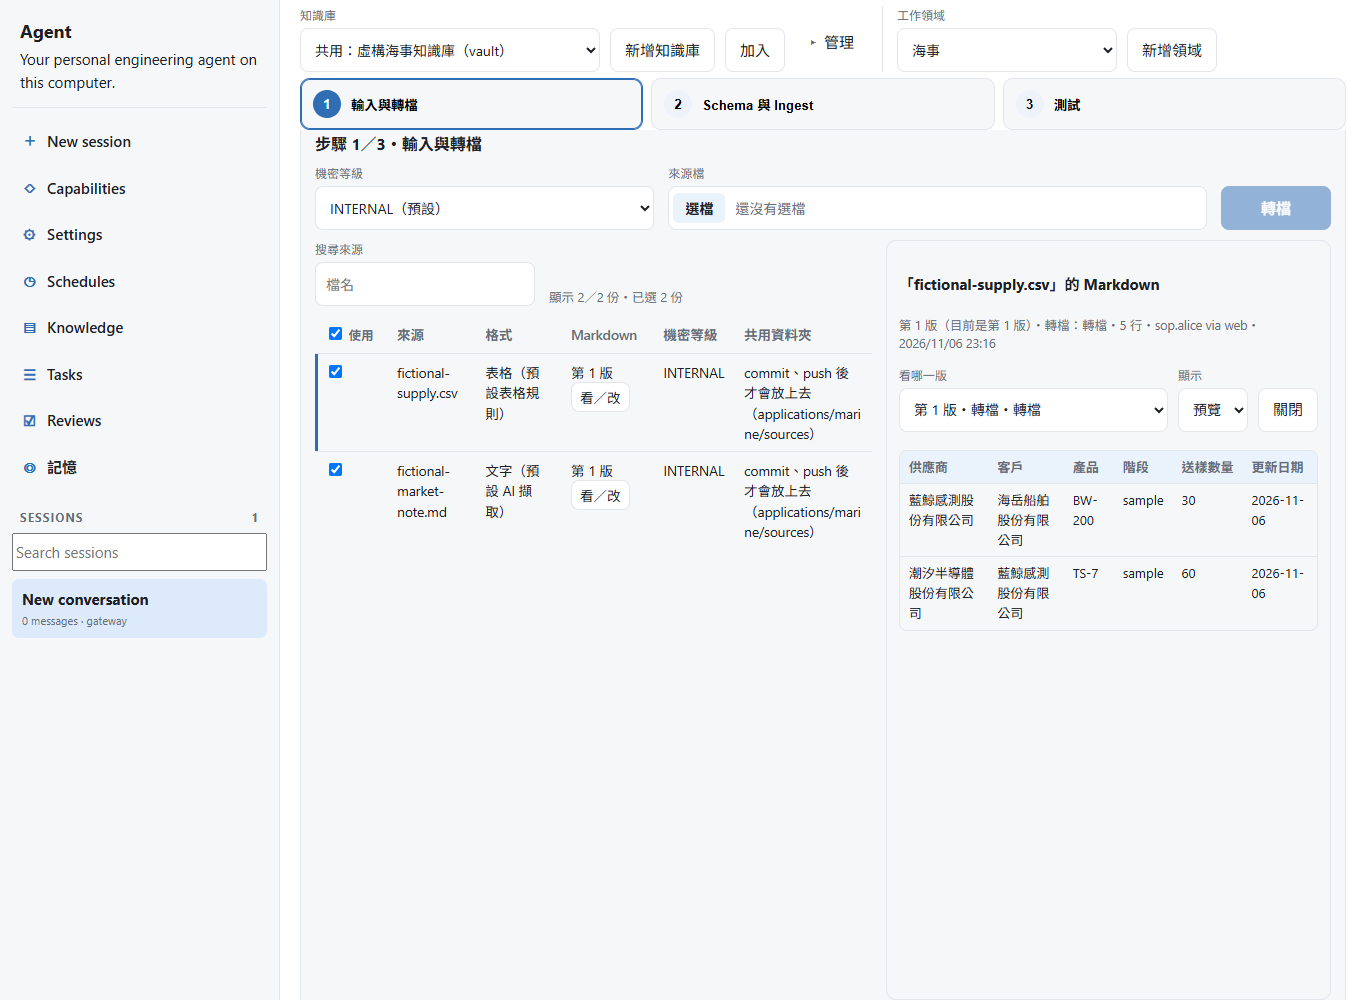 Agent
Your personal engineering agent on
this computer.
New session
Capabilities
Settings
Schedules
Knowledge
Tasks
Reviews
記憶
SESSIONS 1
Search sessions
New conversation
0 messages · gateway
知識庫
共用：虛構海事知識庫（vault）
新增知識庫
加入
管理
工作領域
海事
新增領域
1 輸入與轉檔
2 Schema 與 Ingest
3 測試
步驟 1／3・輸入與轉檔
機密等級
INTERNAL（預設）
來源檔
選檔 還沒有選檔
轉檔
搜尋來源
檔名
顯示 2／2 份・已選 2 份
使用 來源 格式 Markdown 機密等級 共用資料夾
fictional-
supply.csv
表格（預
設表格規
則）
第 1 版
看／改
INTERNAL
commit、push 後
才會放上去
（applications/mari
ne/sources）
fictional-
market-
note.md
文字（預
設 AI 擷
取）
第 1 版
看／改
INTERNAL
commit、push 後
才會放上去
（applications/mari
ne/sources）
「fictional-supply.csv」的 Markdown
第 1 版（目前是第 1 版）・轉檔：轉檔・5 行・sop.alice via web・
2026/11/06 23:16
看哪一版
第 1 版・轉檔・轉檔
顯示
預覽
關閉
供應商 客戶 產品 階段 送樣數量 更新日期
藍鯨感測股
份有限公司
海岳船舶
股份有限
公司
BW-
200
sample
30
2026-11-
06
潮汐半導體
股份有限公
司
藍鯨感測
股份有限
公司
TS-7
sample
60
2026-11-
06